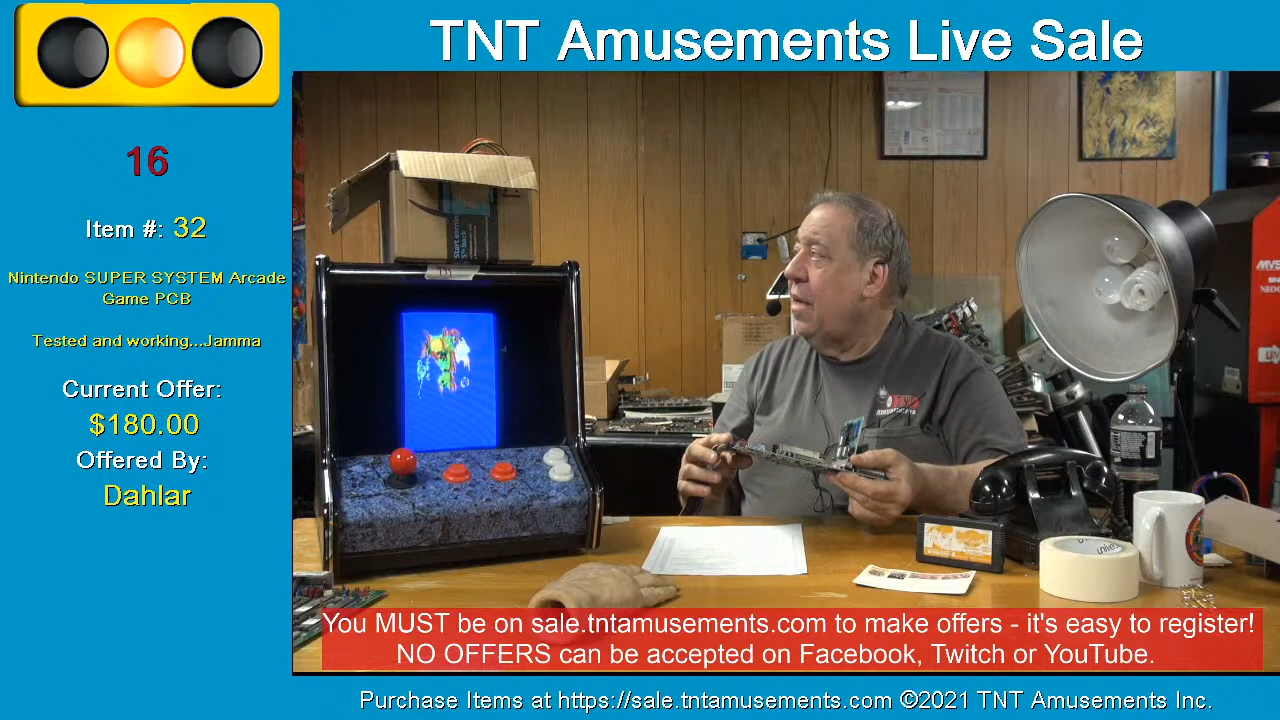 TNT Amusements Live Sale
16
Item #: 32
Nintendo SUPER SYSTEM Arcade
Game PCB
Tested and working...Jamma
Current Offer:
$180.00
Offered By:
Dahlar
You MUST be on sale.tntamusements.com to make offers - it's easy to register!
NO OFFERS can be accepted on Facebook, Twitch or YouTube.
Purchase Items at https://sale.tntamusements.com ©2021 TNT Amusements Inc.